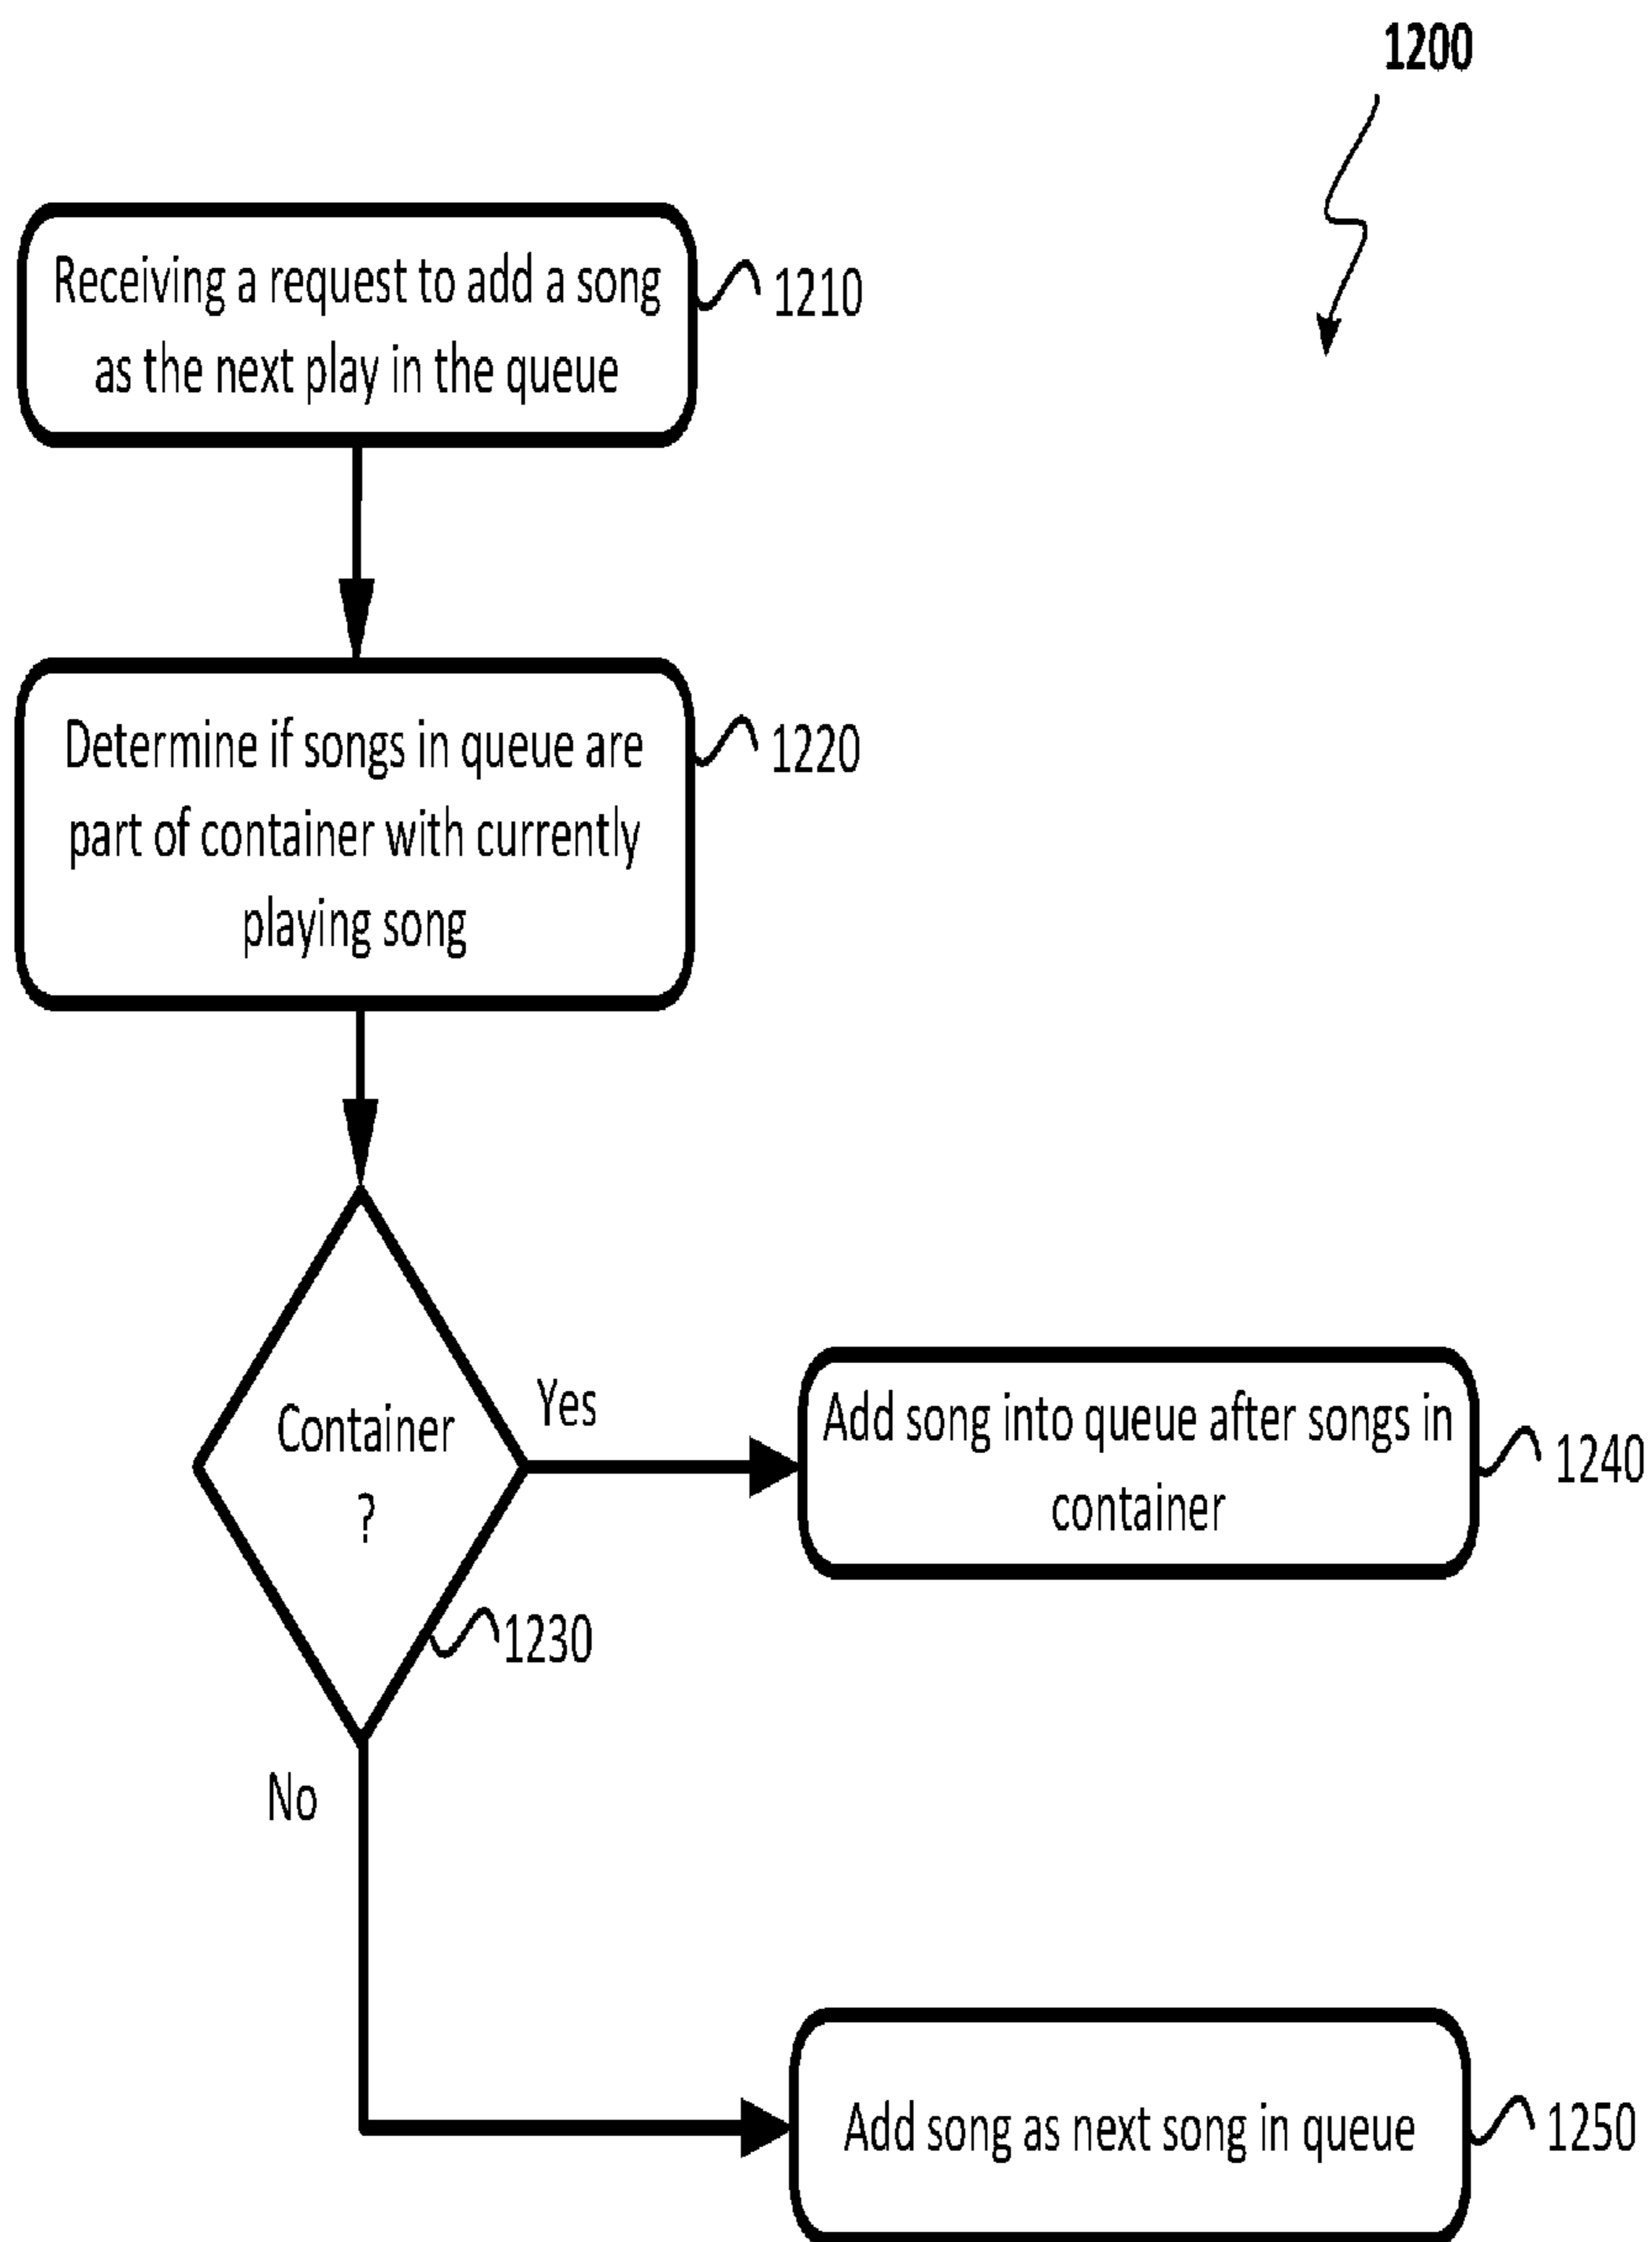 1200
Receiving a request to add a song
as the next play in the queue
1210
Determine if songs in queue are
part of container with currently
playing song
1220
Container
?
Yes
1230
No
Add song into queue after songs in
container
1240
Add song as next song in queue
1250